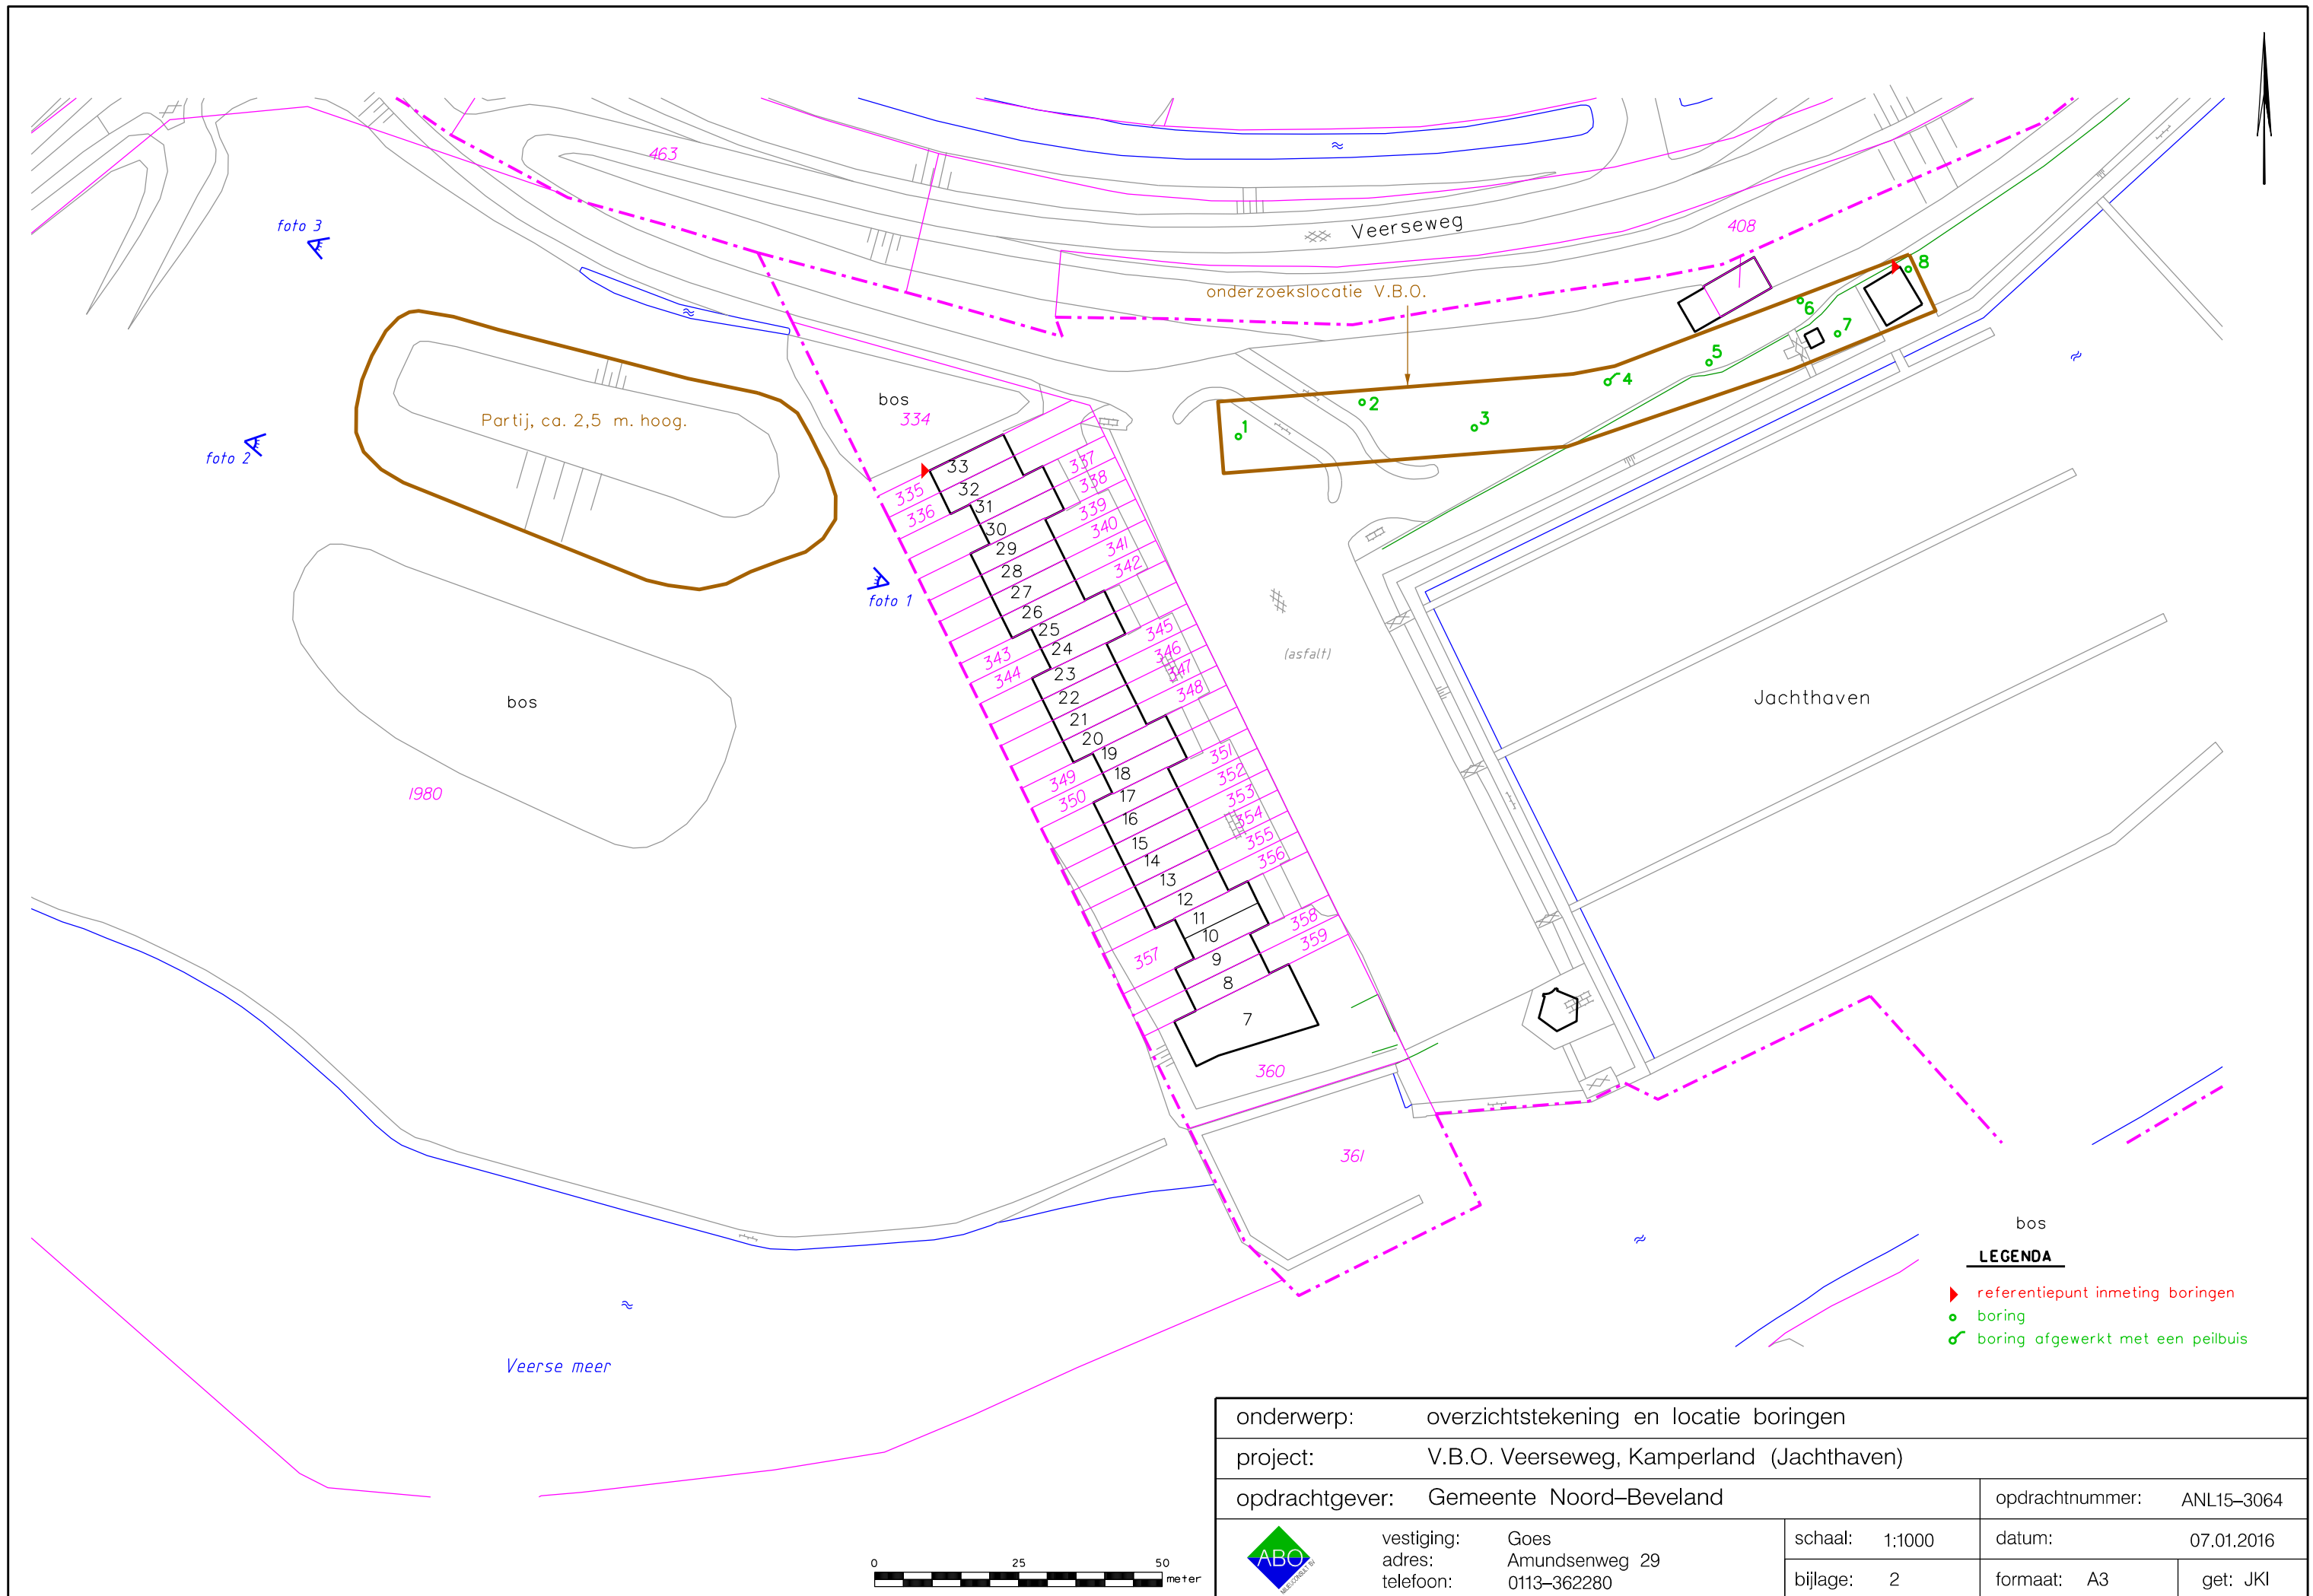 463
foto 3
Veerseweg
408
onderzoekslocatie V.B.O.
8
6
7
5
4
2
3
1
Partij, ca. 2,5 m. hoog.
foto 2
foto 1
bos
334
33
32
31
30
29
28
27
26
25
24
23
22
21
20
19
18
17
16
15
14
13
12
11
10
9
8
7
335
336
337
338
339
340
341
342
343
344
345
346
347
348
349
350
351
352
353
354
355
356
357
358
359
360
361
(asfalt)
Jachthaven
bos
1980
Veerse meer
bos
LEGENDA
referentiepunt inmeting boringen
boring
boring afgewerkt met een peilbuis
0 25 50
meter
onderwerp: overzichtstekening en locatie boringen
project: V.B.O. Veerseweg, Kamperland (Jachthaven)
opdrachtgever: Gemeente Noord–Beveland
opdrachtnummer: ANL15–3064
ABO
MILIEUCONSULT BV
vestiging: Goes
adres: Amundsenweg 29
telefoon: 0113–362280
schaal: 1:1000
datum: 07.01.2016
bijlage: 2
formaat: A3
get: JKI